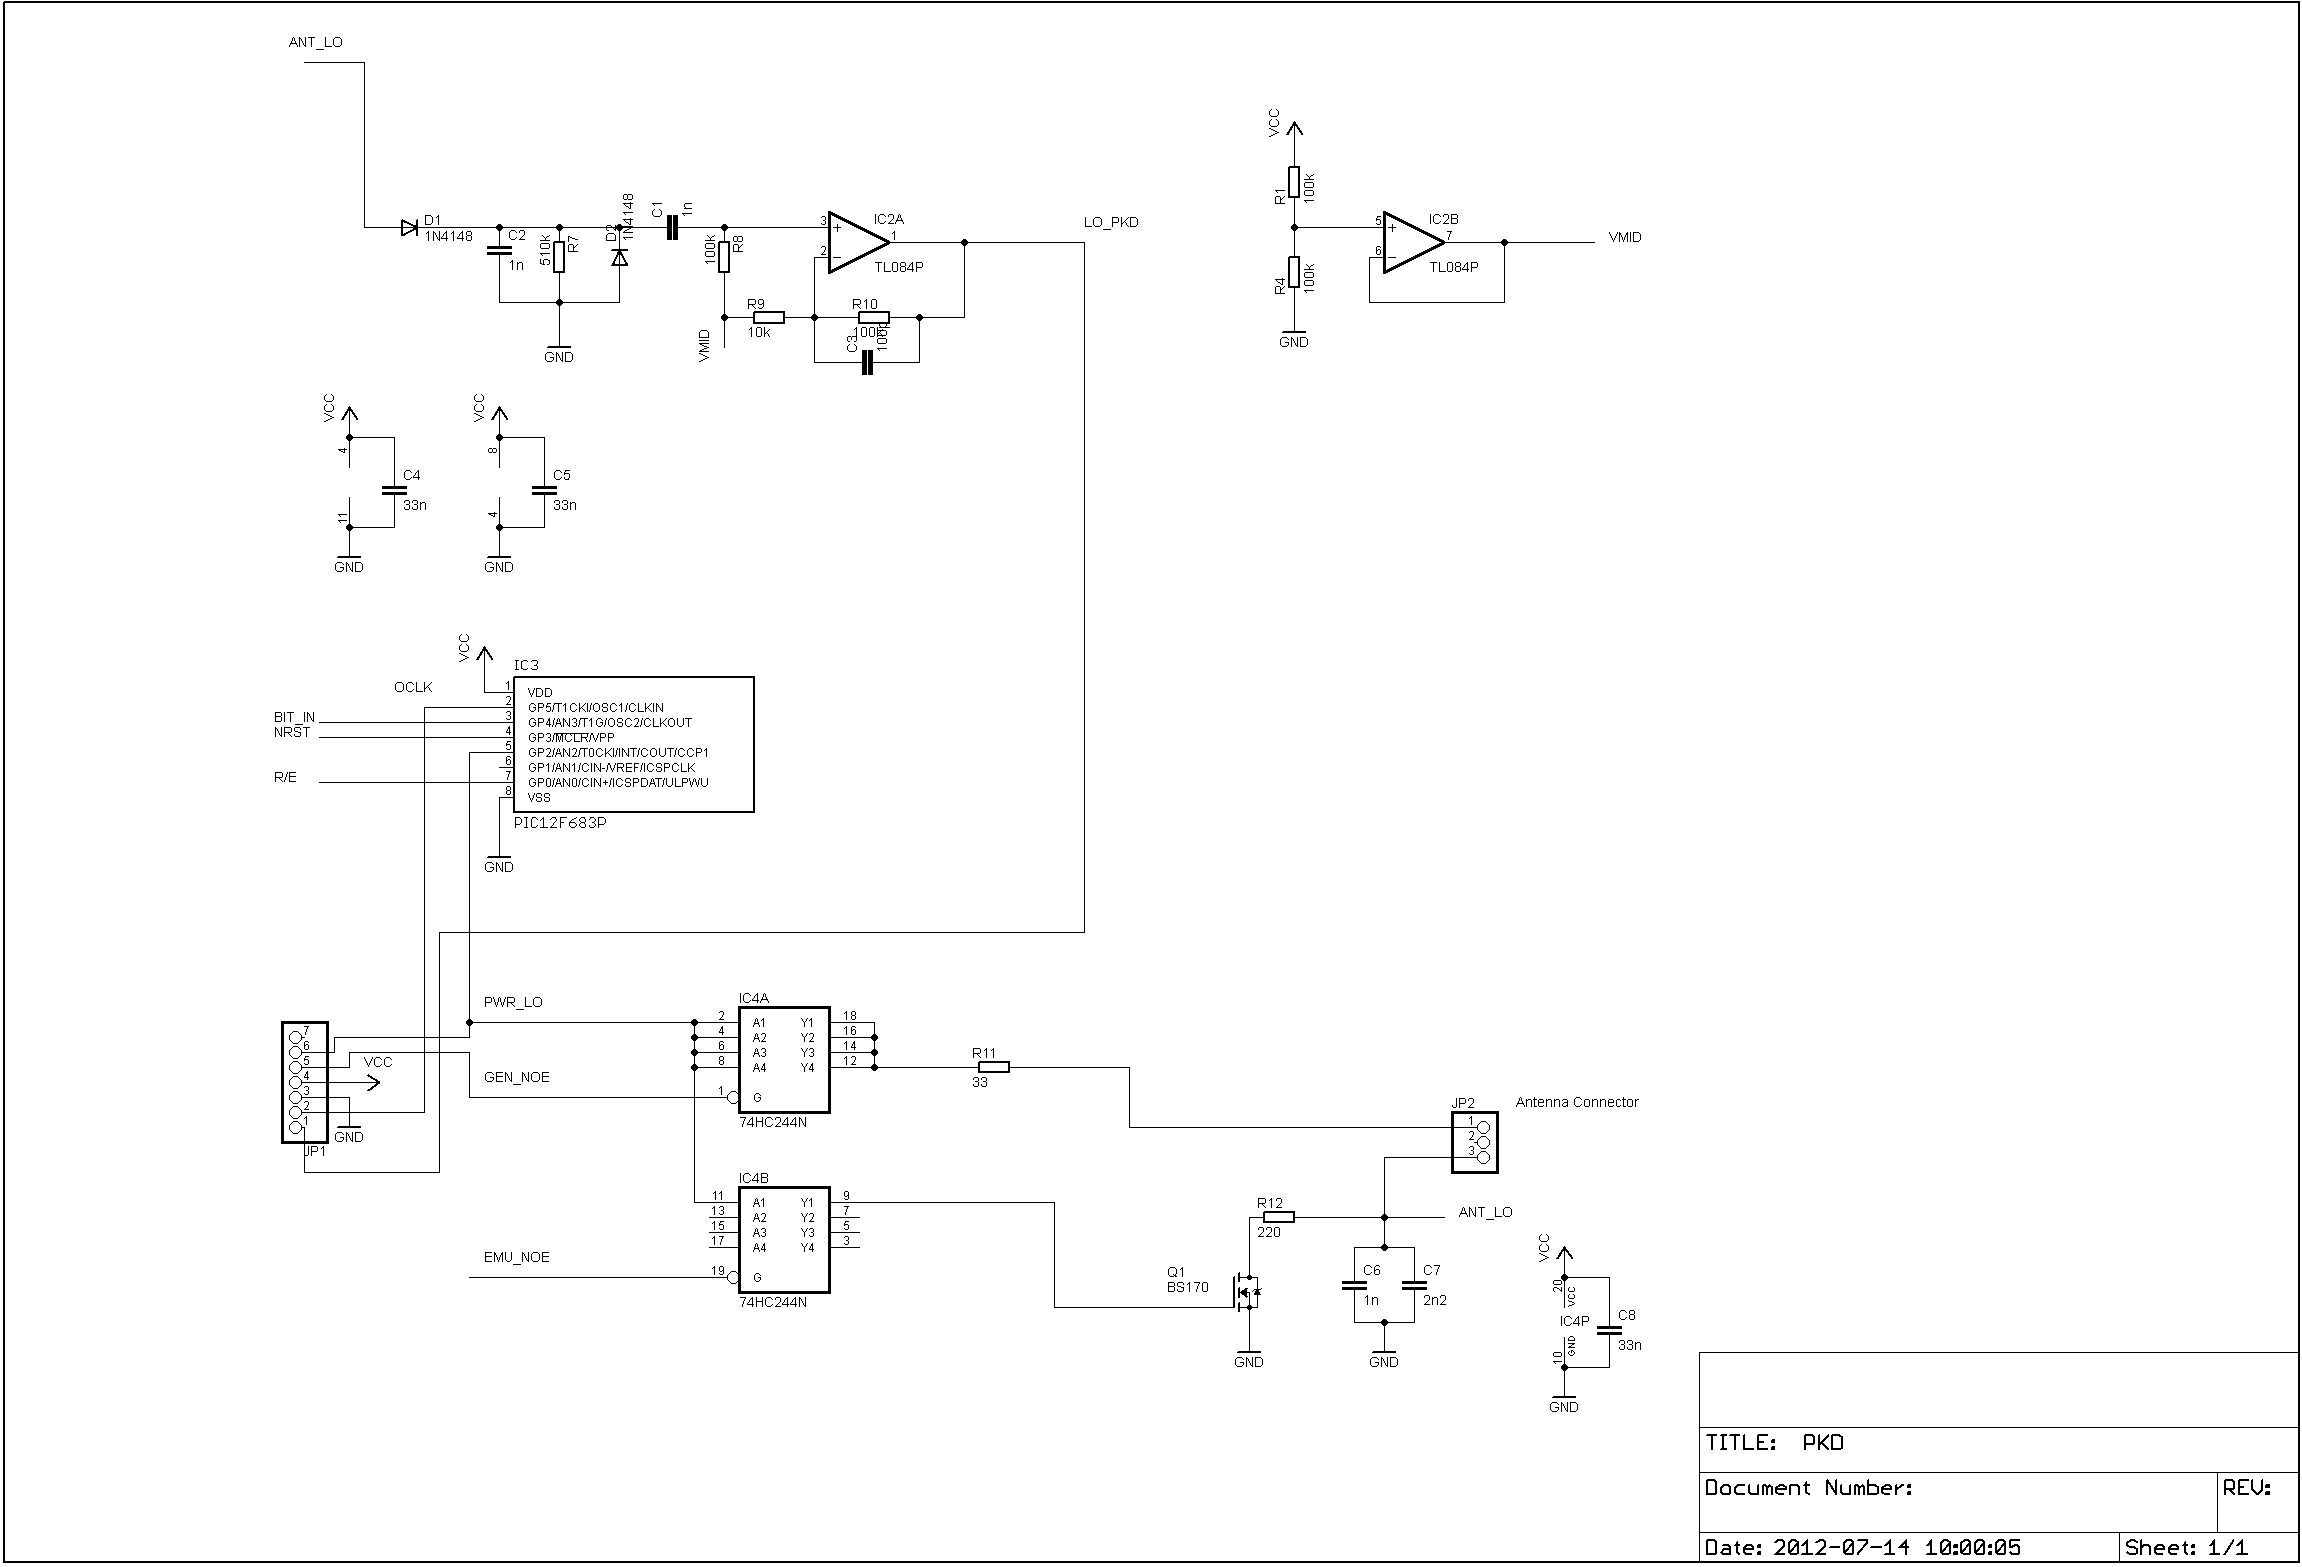 ANT_LO
D1
1N4148
C2
1n
510k
R7
D2
1N4148
C1
1n
100k
R8
3
2
1
IC2A
TL084P
+
−
LO_PKD
R9
10k
R10
100k
C3
100p
VMID
GND
VCC
R1
100k
R4
100k
GND
5
6
7
+
−
IC2B
TL084P
VMID
VCC
4
11
C4
33n
GND
VCC
8
4
C5
33n
GND
VCC
IC3
OCLK
BIT_IN
NRST
R/E
1 VDD
2 GP5/T1CKI/OSC1/CLKIN
3 GP4/AN3/T1G/OSC2/CLKOUT
4 GP3/MCLR/VPP
5 GP2/AN2/T0CKI/INT/COUT/CCP1
6 GP1/AN1/CIN-/VREF/ICSPCLK
7 GP0/AN0/CIN+/ICSPDAT/ULPWU
8 VSS
PIC12F683P
GND
PWR_LO
GEN_NOE
EMU_NOE
7
6
5
4
3
2
1
JP1
VCC
GND
IC4A
2 A1 Y1 18
4 A2 Y2 16
6 A3 Y3 14
8 A4 Y4 12
1 G
74HC244N
R11
33
JP2
Antenna Connector
1
2
3
IC4B
11 A1 Y1 9
13 A2 Y2 7
15 A3 Y3 5
17 A4 Y4 3
19 G
74HC244N
R12
220
ANT_LO
Q1
BS170
GND
C6
1n
C7
2n2
GND
VCC
20
VCC
IC4P
GND
10
C8
33n
GND
TITLE: PKD
Document Number:
REV:
Date: 2012-07-14 10:00:05
Sheet: 1/1